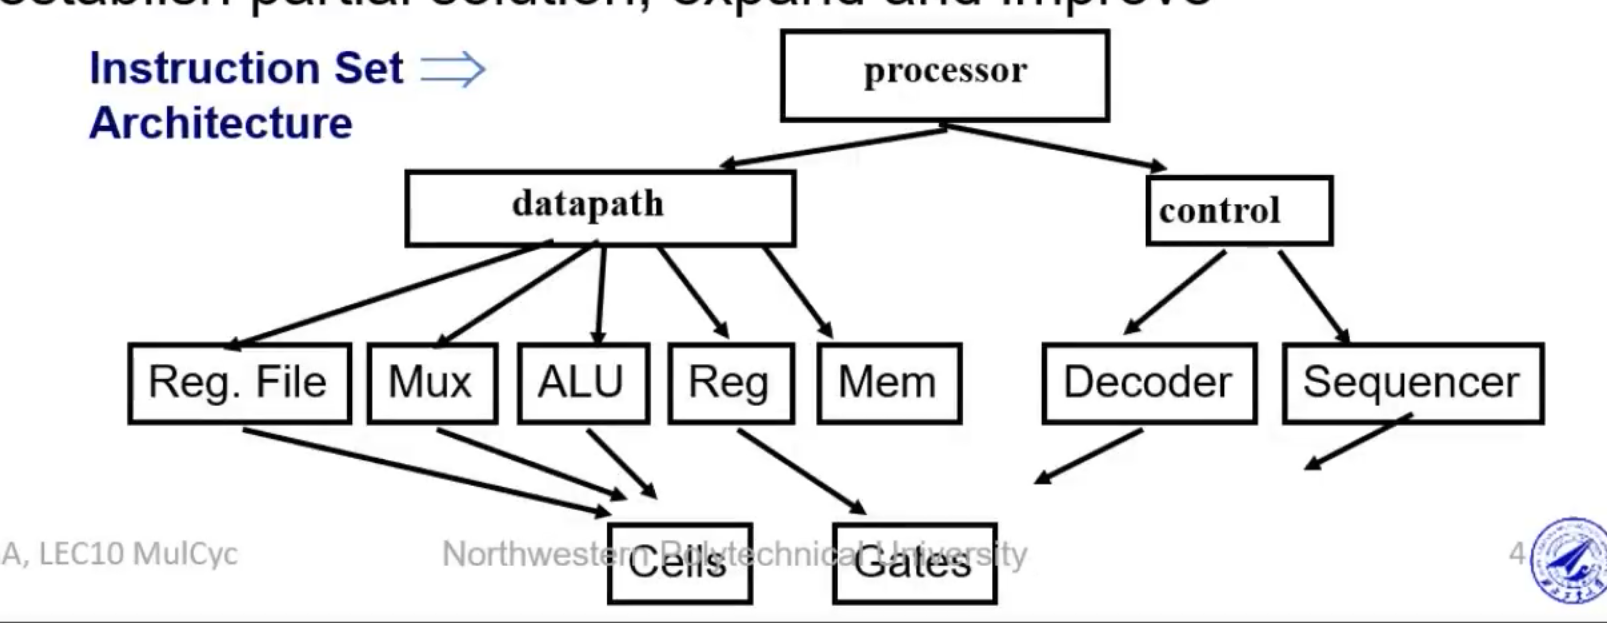 establish partial solution, expand and improve
Instruction Set ⇒
Architecture
processor
datapath
control
Reg. File
Mux
ALU
Reg
Mem
Decoder
Sequencer
Cells
Gates
A, LEC10 MulCyc
Northwestern Polytechnical University
4